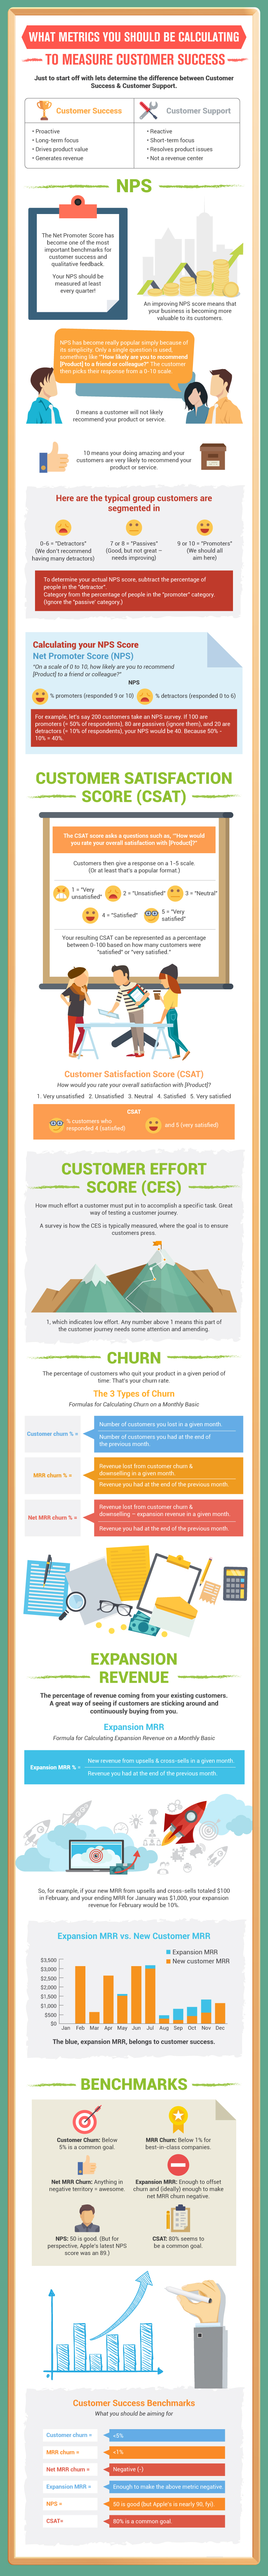 WHAT METRICS YOU SHOULD BE CALCULATING
TO MEASURE CUSTOMER SUCCESS
Just to start off with lets determine the difference between Customer
Success & Customer Support.
Customer Success
• Proactive
• Long-term focus
• Drives product value
• Generates revenue
Customer Support
• Reactive
• Short-term focus
• Resolves product issues
• Not a revenue center
NPS
The Net Promoter Score has
become one of the most
important benchmarks for
customer success and
qualitative feedback.
Your NPS should be
measured at least
every quarter!
An improving NPS score means that
your business is becoming more
valuable to its customers.
NPS has become really popular simply because of
its simplicity. Only a single question is used,
something like "How likely are you to recommend
[Product] to a friend or colleague?" The customer
then picks their response from a 0-10 scale.
0 means a customer will not likely
recommend your product or service.
10 means your doing amazing and your
customers are very likely to recommend your
product or service.
Here are the typical group customers are
segmented in
0-6 = "Detractors"
(We don't recommend
having many detractors)
7 or 8 = "Passives"
(Good, but not great –
needs improving)
9 or 10 = "Promoters"
(We should all
aim here)
To determine your actual NPS score, subtract the percentage of
people in the "detractor".
Category from the percentage of people in the "promoter" category.
(Ignore the "passive' category.)
Calculating your NPS Score
Net Promoter Score (NPS)
"On a scale of 0 to 10, how likely are you to recommend
[Product] to a friend or colleague?"
NPS
% promoters (responded 9 or 10)
% detractors (responded 0 to 6)
For example, let's say 200 customers take an NPS survey. If 100 are
promoters (= 50% of respondents), 80 are passives (ignore them), and 20 are
detractors (= 10% of respondents), your NPS would be 40. Because 50% -
10% = 40%.
CUSTOMER SATISFACTION
SCORE (CSAT)
The CSAT score asks a questions such as, "How would
you rate your overall satisfaction with [Product]?"
Customers then give a response on a 1-5 scale.
(Or at least that's a popular format.)
1 = "Very
unsatisfied"
2 = "Unsatisfied"
3 = "Neutral"
4 = "Satisfied"
5 = "Very
satisfied"
Your resulting CSAT can be represented as a percentage
between 0-100 based on how many customers were
"satisfied" or "very satisfied."
Customer Satisfaction Score (CSAT)
How would you rate your overall satisfaction with [Product]?
1. Very unsatisfied 2. Unsatisfied 3. Neutral 4. Satisfied 5. Very satisfied
CSAT
% customers who
responded 4 (satisfied)
and 5 (very satisfied)
CUSTOMER EFFORT
SCORE (CES)
How much effort a customer must put in to accomplish a specific task. Great
way of testing a customer journey.
A survey is how the CES is typically measured, where the goal is to ensure
customers press.
1, which indicates low effort. Any number above 1 means this part of
the customer journey needs some attention and amending.
CHURN
The percentage of customers who quit your product in a given period of
time: That's your churn rate.
The 3 Types of Churn
Formulas for Calculating Churn on a Monthly Basic
Customer churn % =
Number of customers you lost in a given month.
Number of customers you had at the end of
the previous month.
MRR churn % =
Revenue lost from customer churn &
downselling in a given month
Revenue you had at the end of the previous month.
Net MRR churn % =
Revenue lost from customer churn &
downselling – expansion revenue in a given month.
Revenue you had at the end of the previous month.
EXPANSION
REVENUE
The percentage of revenue coming from your existing customers.
A great way of seeing if customers are sticking around and
continuously buying from you.
Expansion MRR
Formula for Calculating Expansion Revenue on a Monthly Basic
Expansion MRR % =
New revenue from upsells & cross-sells in a given month.
Revenue you had at the end of the previous month.
So, for example, if your new MRR from upsells and cross-sells totaled $100
in February, and your ending MRR for January was $1,000, your expansion
revenue for February would be 10%.
Expansion MRR vs. New Customer MRR
Expansion MRR
New customer MRR
$3,500
$3,000
$2,500
$2,000
$1,500
$1,000
$500
$0
Jan Feb Mar Apr May Jun Jul Aug Sep Oct Nov Dec
The blue, expansion MRR, belongs to customer success.
BENCHMARKS
Customer Churn: Below
5% is a common goal.
MRR Churn: Below 1% for
best-in-class companies.
Net MRR Churn: Anything in
negative territory = awesome.
Expansion MRR: Enough to offset
churn and (ideally) enough to make
net MRR churn negative.
NPS: 50 is good. (But for
perspective, Apple's latest NPS
score was an 89.)
CSAT: 80% seems to
be a common goal.
Customer Success Benchmarks
What you should be aiming for
Customer churn =
<5%
MRR churn =
<1%
Net MRR churn =
Negative (-)
Expansion MRR =
Enough to make the above metric negative.
NPS =
50 is good (but Apple's is nearly 90, fyi).
CSAT=
80% is a common goal.